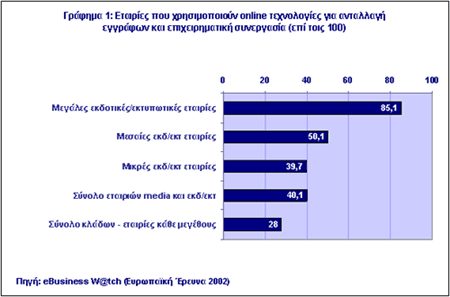 Γράφημα 1: Εταιρίες που χρησιμοποιούν online τεχνολογίες για ανταλλαγή
εγγράφων και επιχειρηματική συνεργασία (επί τοις 100)
0 20 40 60 80 100
Μεγάλες εκδοτικές/εκτυπωτικές εταιρίες 85,1
Μεσαίες εκδ/εκτ εταιρίες 50,1
Μικρές εκδ/εκτ εταιρίες 39,7
Σύνολο εταιριών media και εκδ/εκτ 40,1
Σύνολο κλάδων - εταιρίες κάθε μεγέθους 28
Πηγή: eBusiness W@tch (Ευρωπαϊκή Έρευνα 2002)